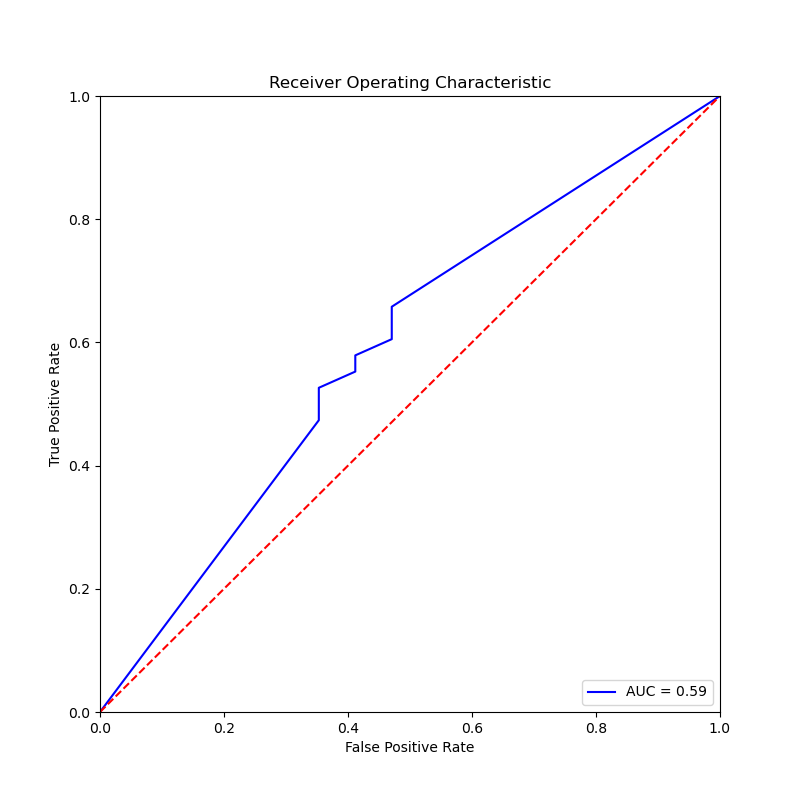 Receiver Operating Characteristic
1.0
0.8
0.6
0.4
0.2
0.0
True Positive Rate
AUC = 0.59
0.0 0.2 0.4 0.6 0.8 1.0
False Positive Rate